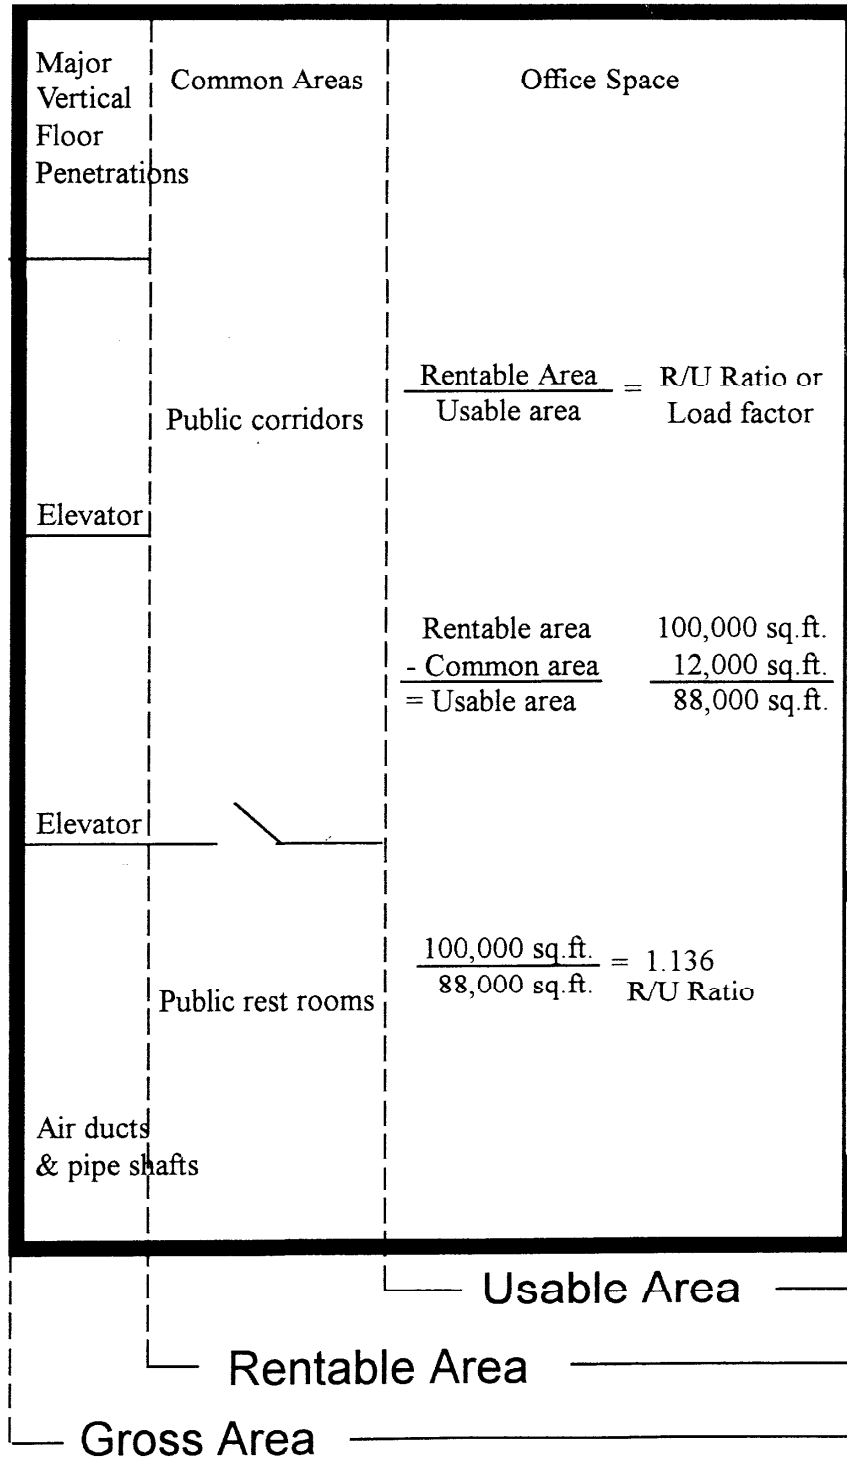 Major
Vertical
Floor
Penetrations
Common Areas
Office Space
Rentable Area
Usable area
= R/U Ratio or
Load factor
Public corridors
Elevator
Rentable area 100,000 sq.ft.
- Common area 12,000 sq.ft.
= Usable area 88,000 sq.ft.
Elevator
100,000 sq.ft.
88,000 sq.ft.
= 1.136
R/U Ratio
Public rest rooms
Air ducts
& pipe shafts
Usable Area
Rentable Area
Gross Area